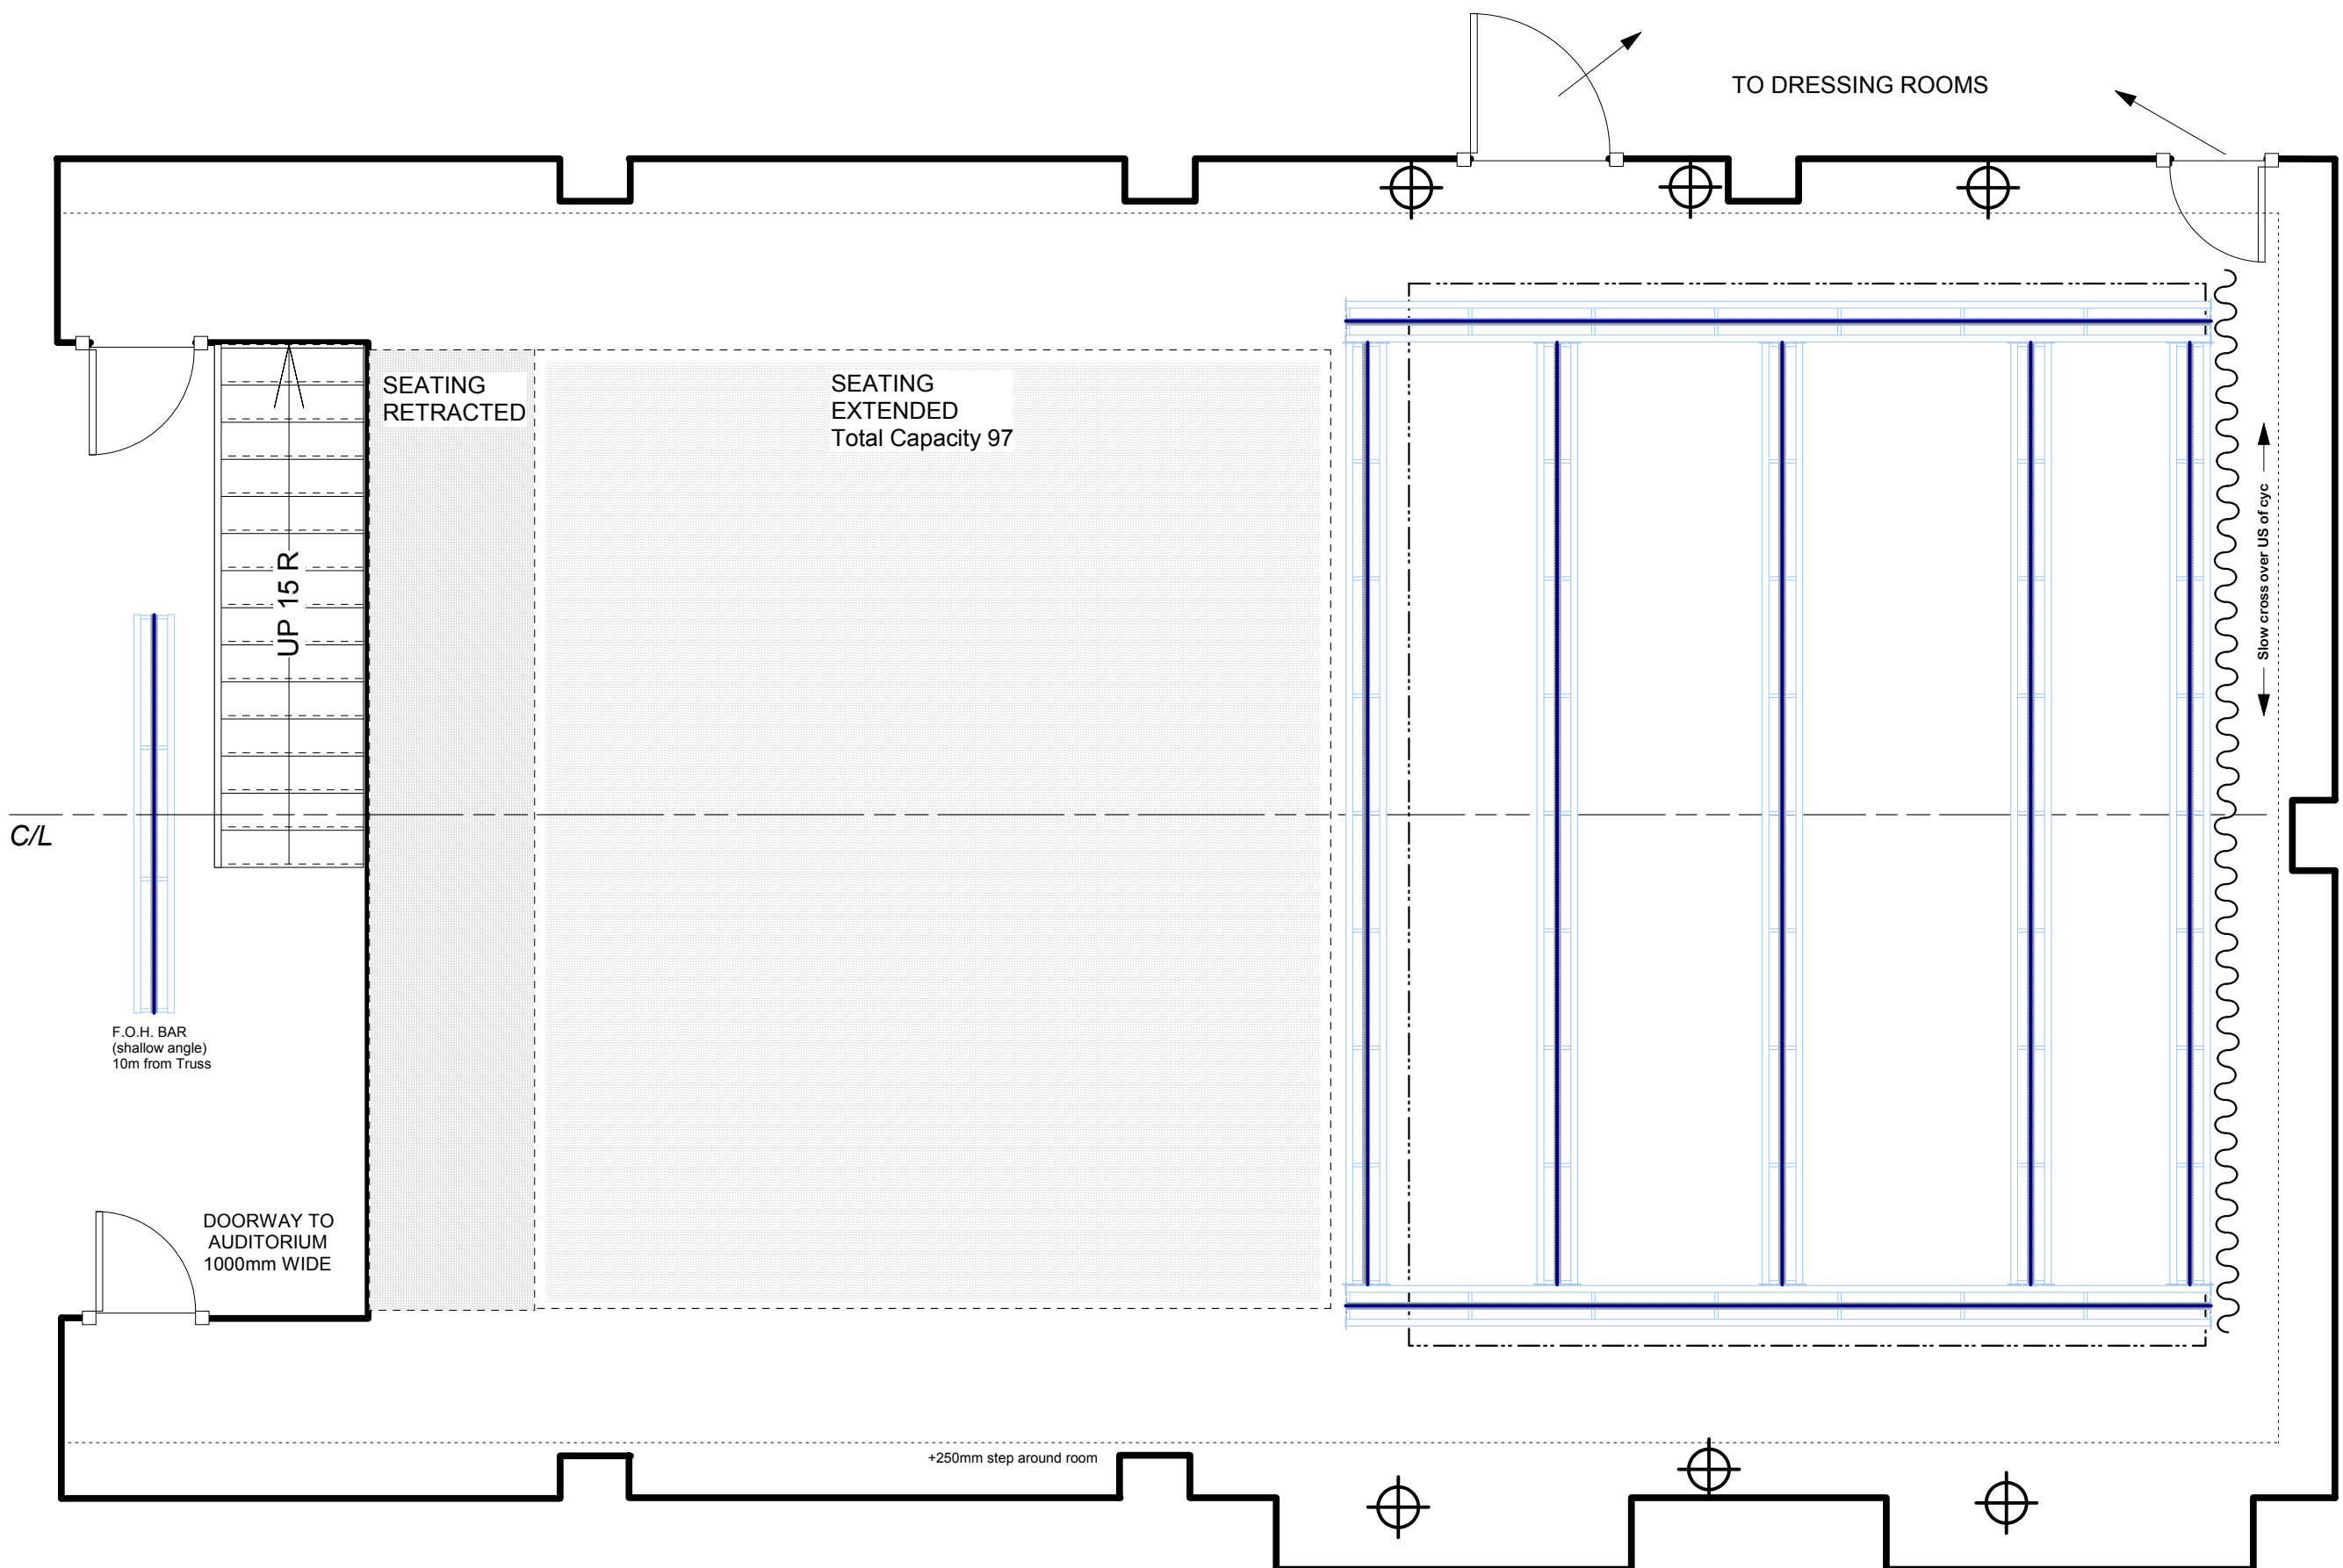 TO DRESSING ROOMS
SEATING
RETRACTED
SEATING
EXTENDED
Total Capacity 97
UP 15 R
Slow cross over US of cyc
C/L
F.O.H. BAR
(shallow angle)
10m from Truss
DOORWAY TO
AUDITORIUM
1000mm WIDE
+250mm step around room